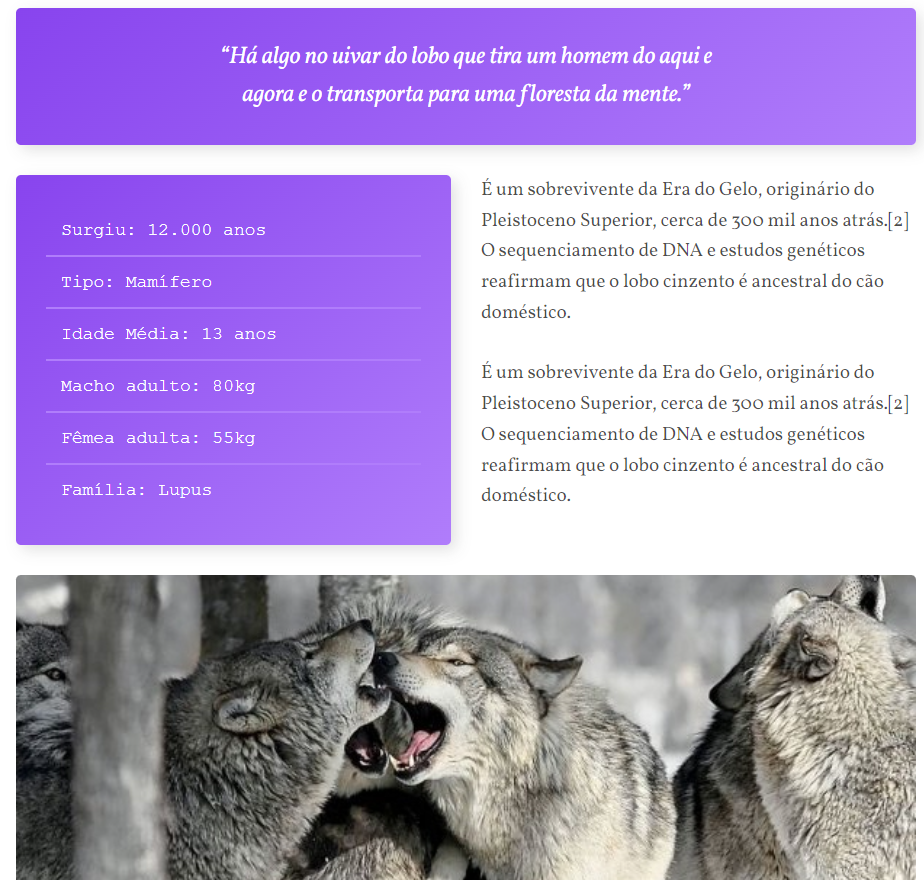 “Há algo no uivar do lobo que tira um homem do aqui e
agora e o transporta para uma floresta da mente.”
Surgiu: 12.000 anos
Tipo: Mamífero
Idade Média: 13 anos
Macho adulto: 80kg
Fêmea adulta: 55kg
Família: Lupus
É um sobrevivente da Era do Gelo, originário do
Pleistoceno Superior, cerca de 300 mil anos atrás.[2]
O sequenciamento de DNA e estudos genéticos
reafirmam que o lobo cinzento é ancestral do cão
doméstico.
É um sobrevivente da Era do Gelo, originário do
Pleistoceno Superior, cerca de 300 mil anos atrás.[2]
O sequenciamento de DNA e estudos genéticos
reafirmam que o lobo cinzento é ancestral do cão
doméstico.